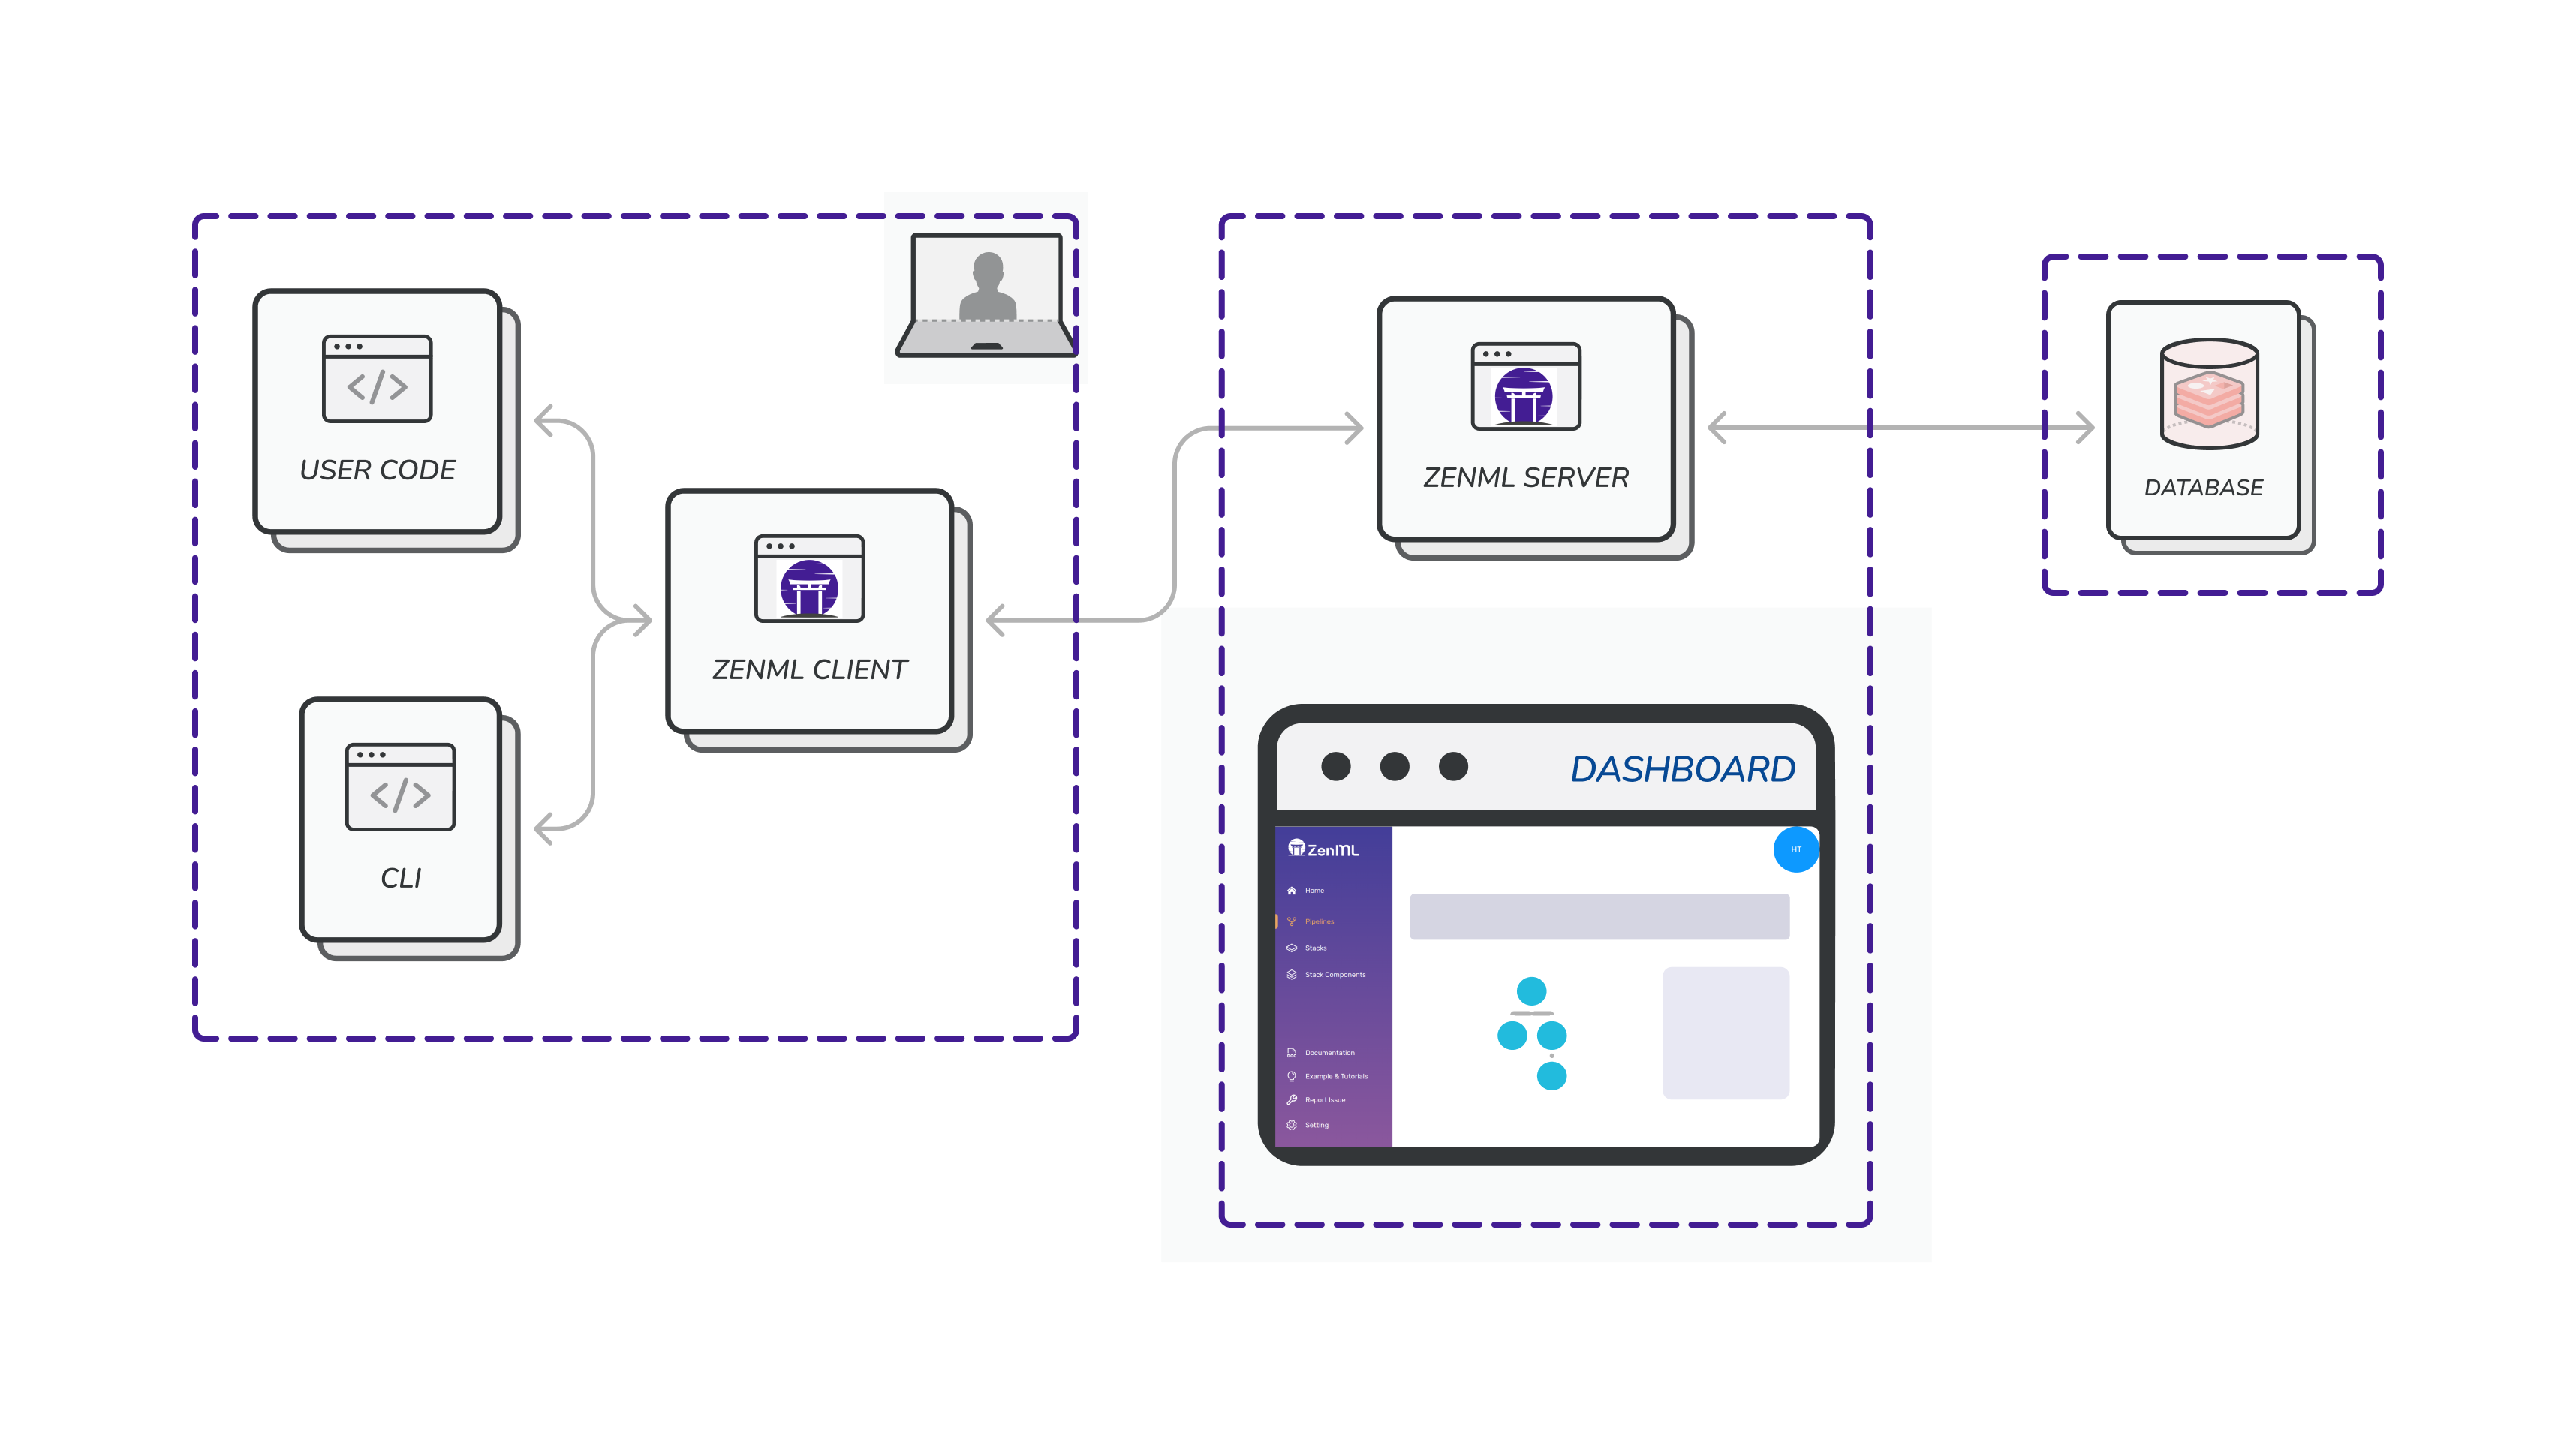 USER CODE
ZENML CLIENT
CLI
ZENML SERVER
DATABASE
DASHBOARD
ZenML
HT
Home
Pipelines
Stacks
Stack Components
Documentation
Example & Tutorials
Report Issue
Setting